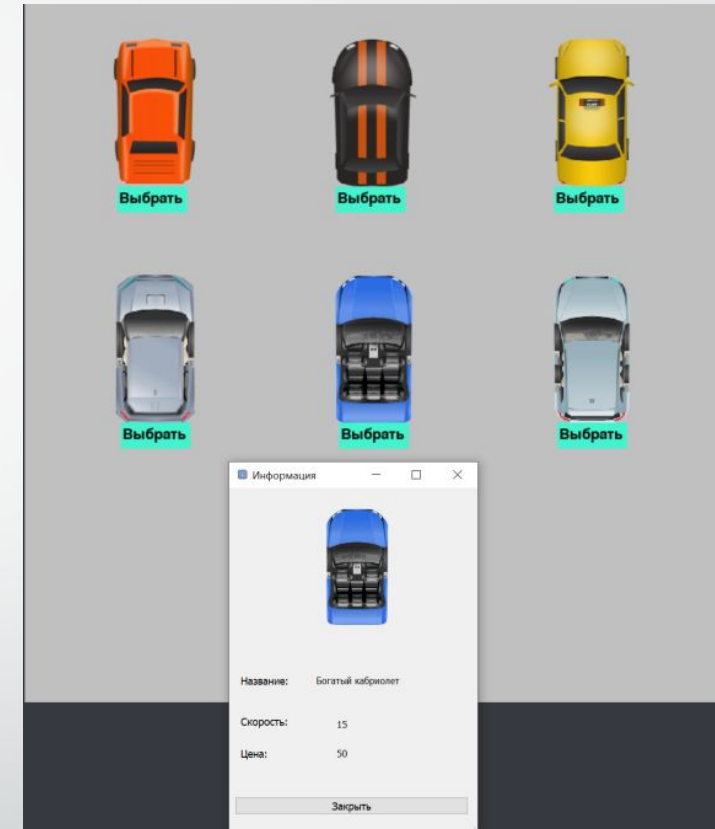 Выбрать
Выбрать
Выбрать
Выбрать
Выбрать
Выбрать
Информация
Название: Богатый кабриолет
Скорость: 15
Цена: 50
Закрыть